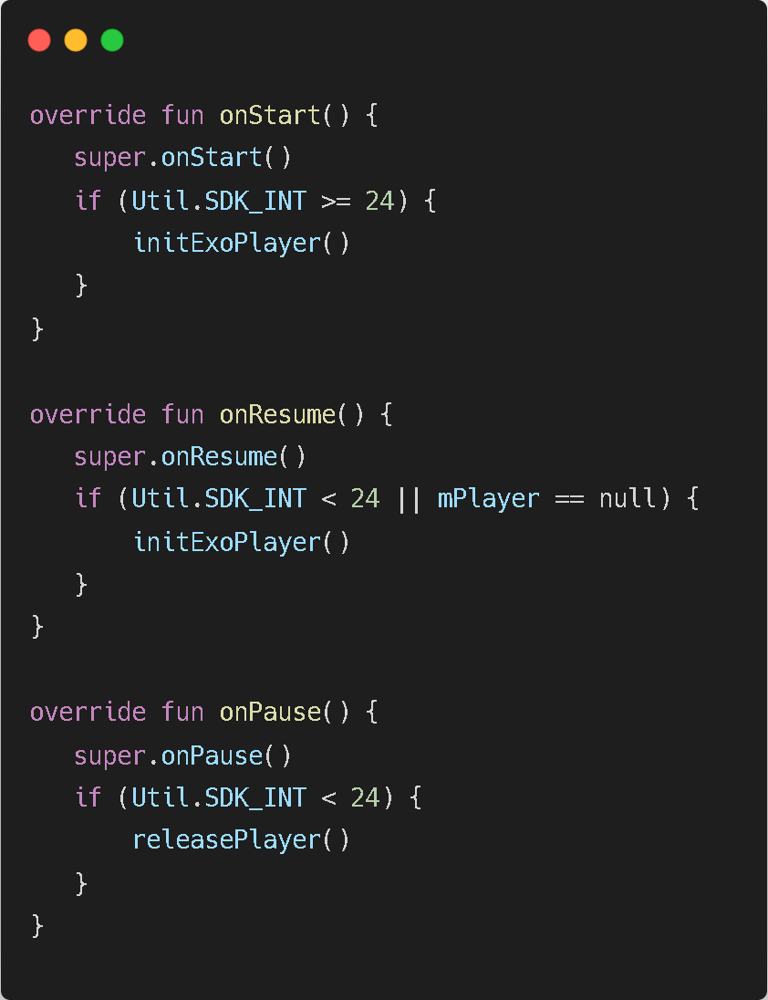 override fun onStart() {
   super.onStart()
   if (Util.SDK_INT >= 24) {
       initExoPlayer()
   }
}

override fun onResume() {
   super.onResume()
   if (Util.SDK_INT < 24 || mPlayer == null) {
       initExoPlayer()
   }
}

override fun onPause() {
   super.onPause()
   if (Util.SDK_INT < 24) {
       releasePlayer()
   }
}